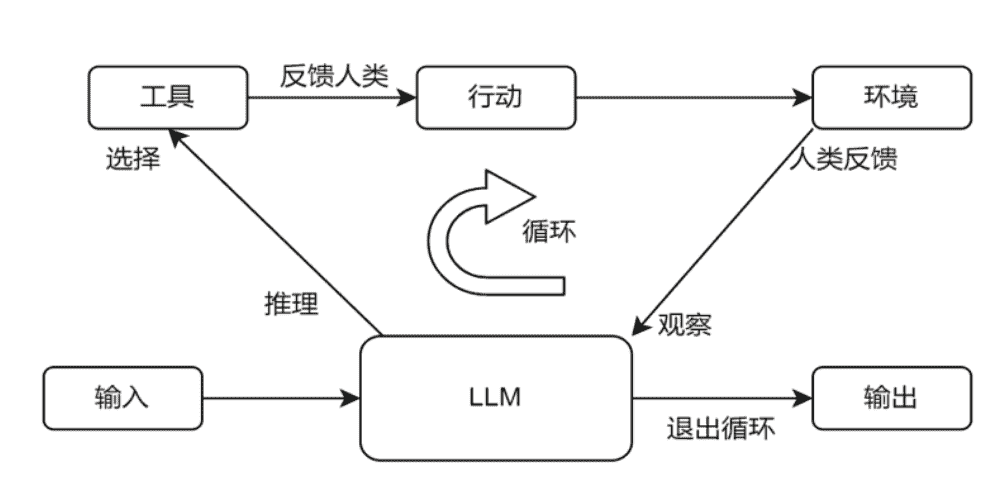 工具
反馈人类
行动
环境
选择
人类反馈
循环
推理
观察
输入
LLM
输出
退出循环